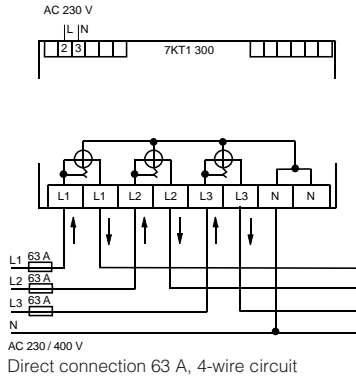 AC 230 V
L N
2 3 7KT1 300
L1 L1 L2 L2 L3 L3 N N
L1 63 A
L2 63 A
L3 63 A
N
AC 230 / 400 V
Direct connection 63 A, 4-wire circuit